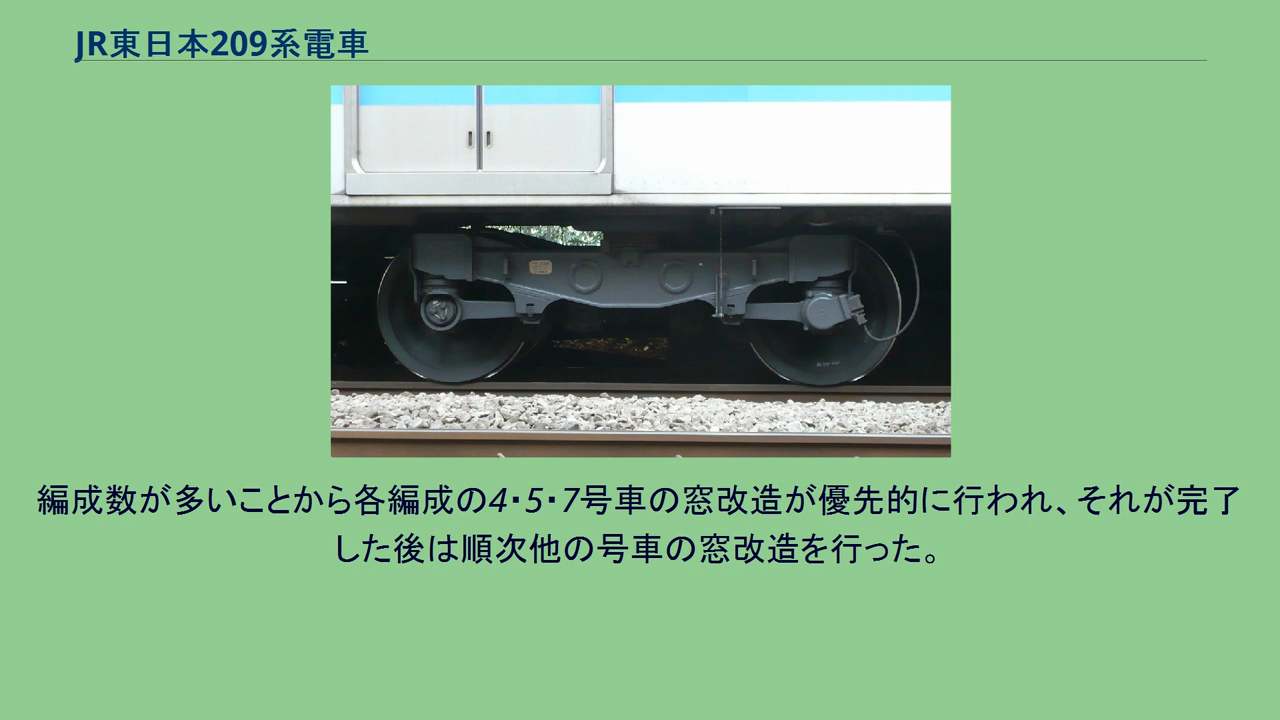 JR東日本209系電車
編成数が多いことから各編成の4・5・7号車の窓改造が優先的に行われ、それが完了
した後は順次他の号車の窓改造を行った。